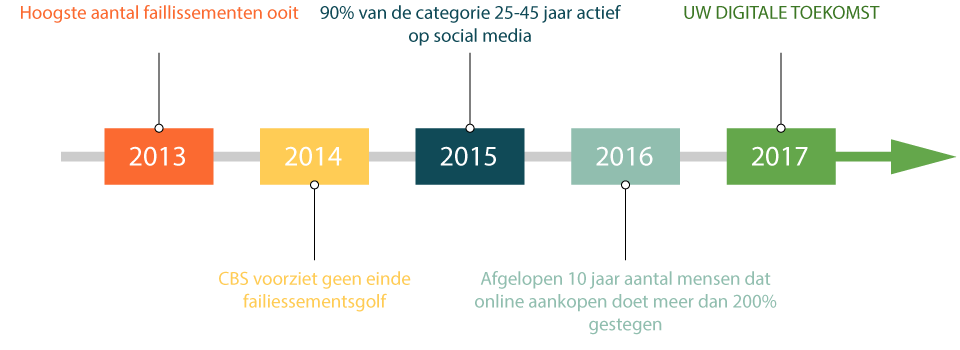 Hoogste aantal faillissementen ooit
90% van de categorie 25-45 jaar actief
op social media
UW DIGITALE TOEKOMST
2013
2014
2015
2016
2017
CBS voorziet geen einde
failiessementsgolf
Afgelopen 10 jaar aantal mensen dat
online aankopen doet meer dan 200%
gestegen